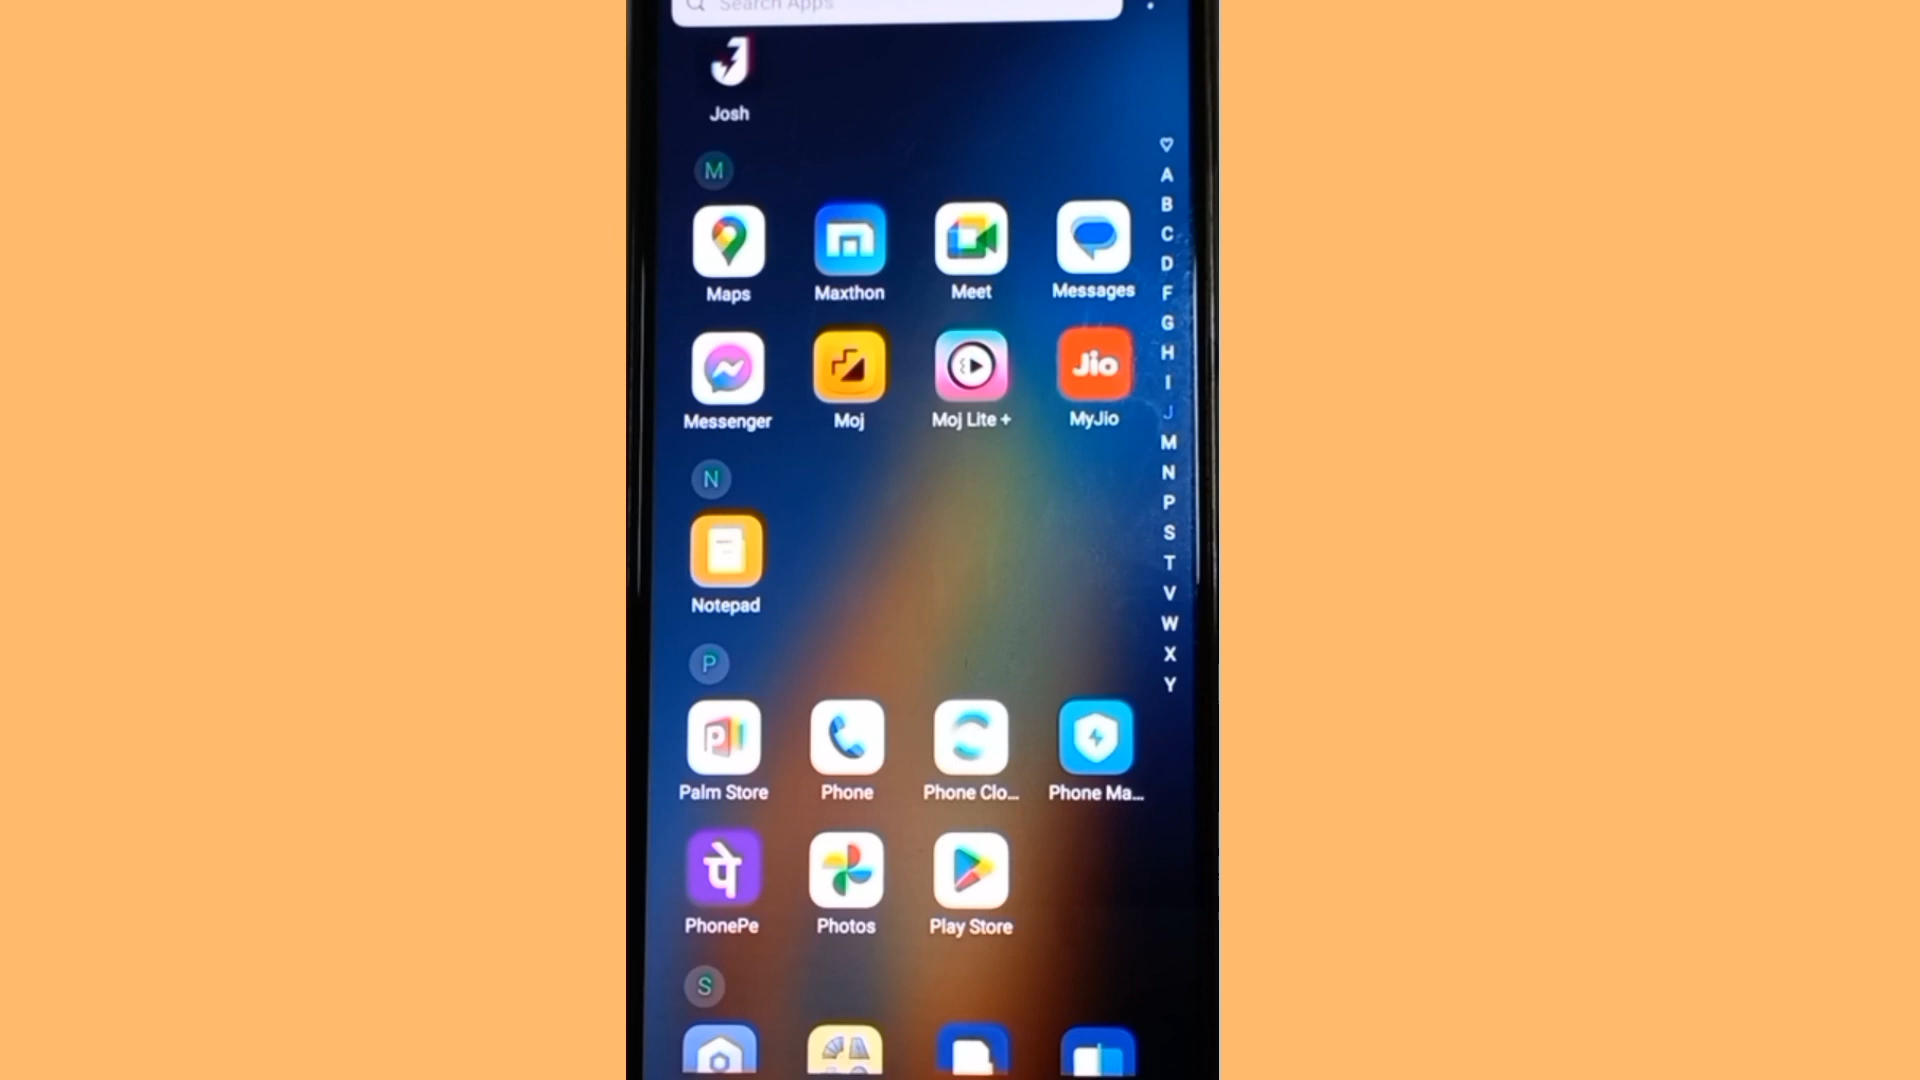 Search Apps
Josh
M
Maps
Maxthon
Meet
Messages
Messenger
Moj
Jio
Moj Lite +
MyJio
N
Notepad
P
P
Palm Store
Phone
Phone Clo...
Phone Ma...
पे
PhonePe
Photos
Play Store
S
A
B
C
D
F
G
H
I
J
M
N
P
S
T
V
W
X
Y